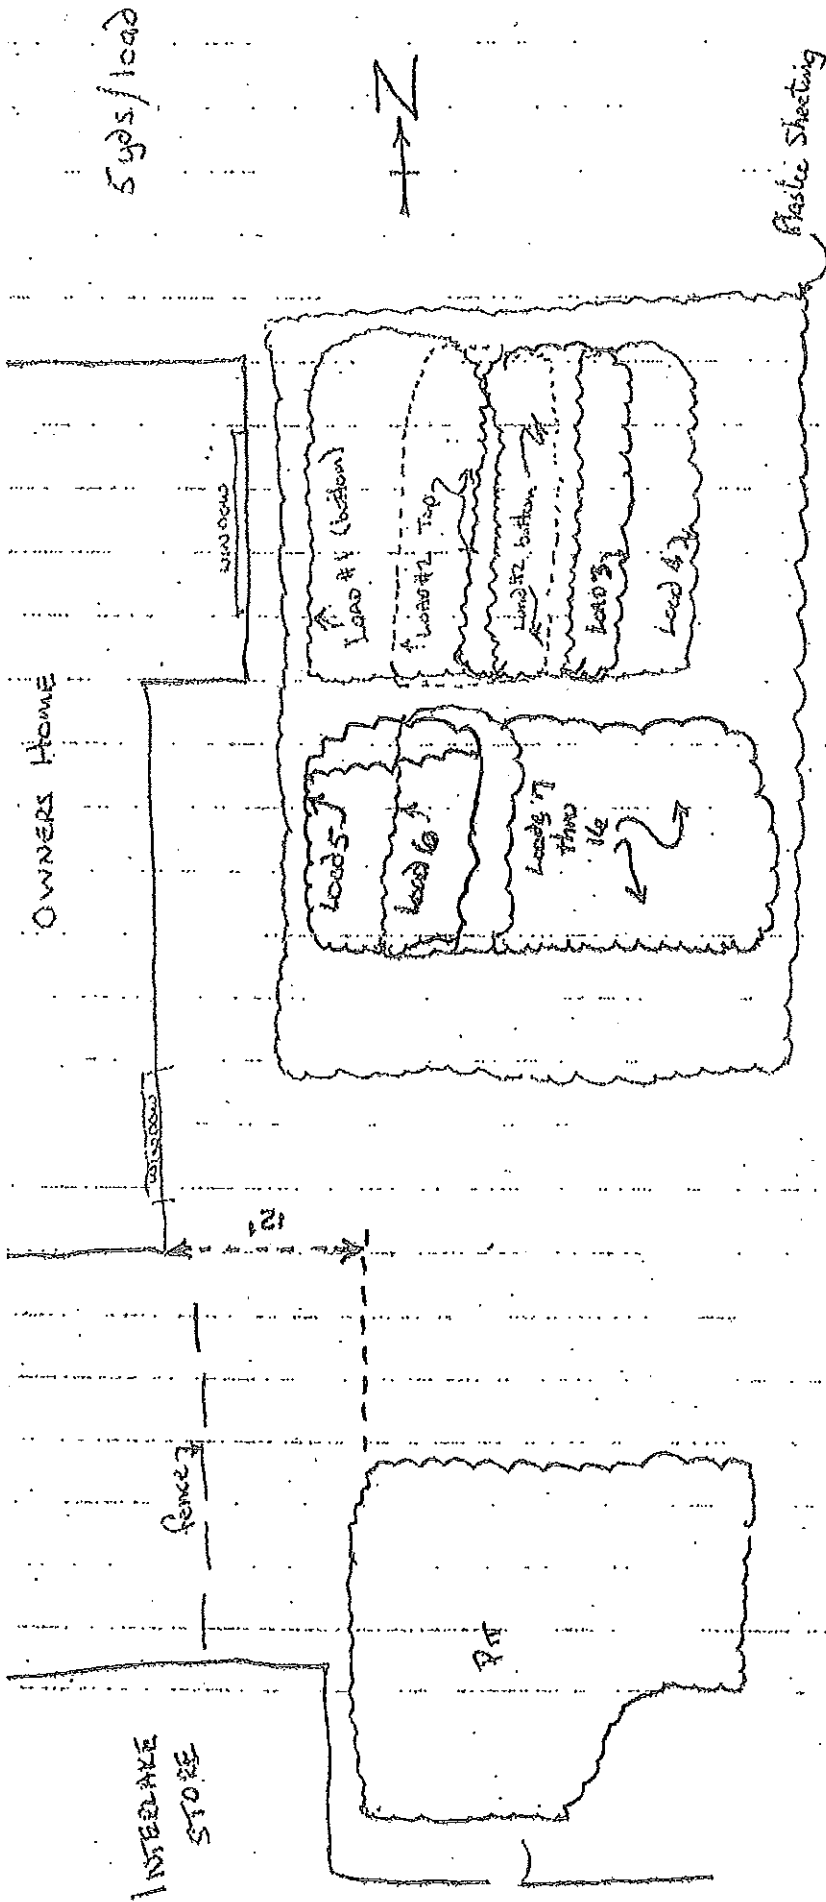 5 yds/load
N
Plastic Sheeting
OWNERS Home
WINDOW
WINDOW
LOAD #1 (bottom)
LOAD #2 Top
Load #2 bottom
LOAD 3
Load 4
Load 5
Load 6
Loads 7
thru
16
12'
fence
PIT
INTERLAKE
STORE